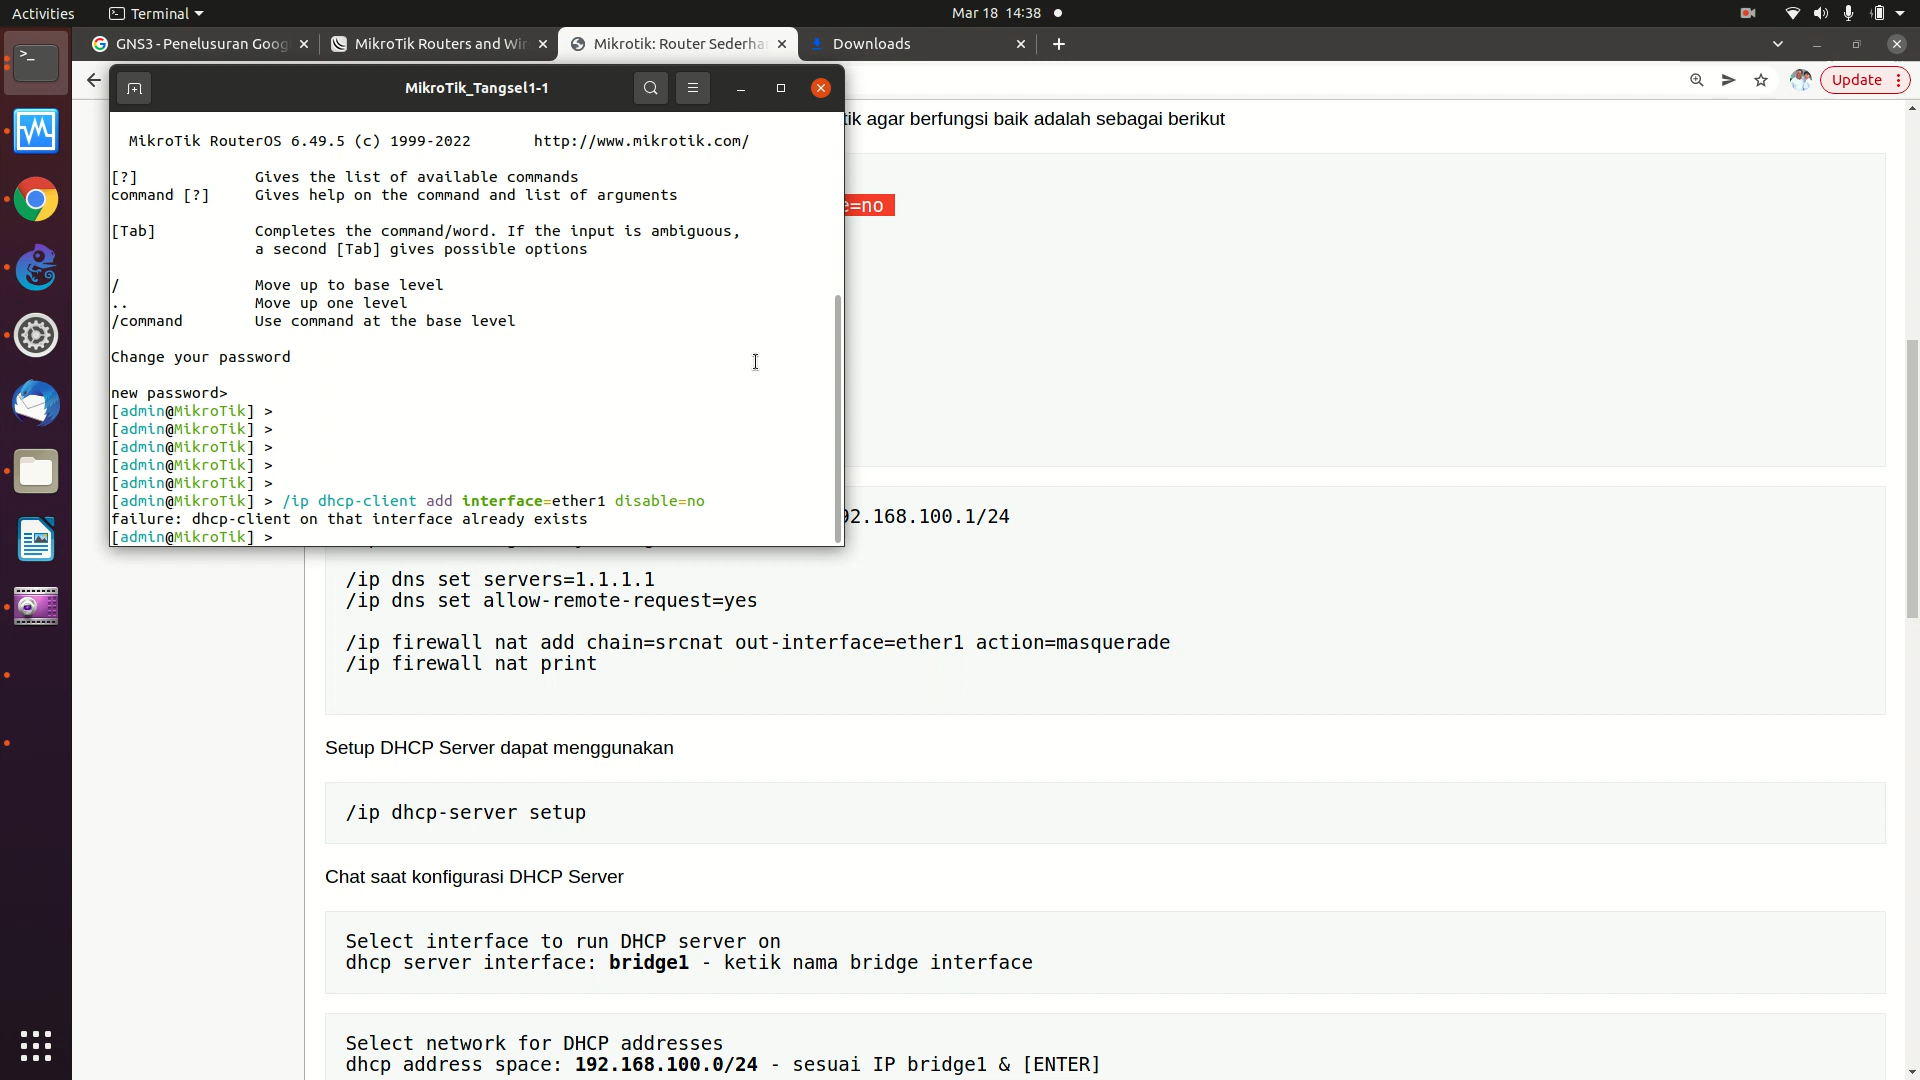 Activities
Terminal
Mar 18 14:38
GNS3 - Penelusuran Goog
MikroTik Routers and Wir
Mikrotik: Router Sederha
Downloads
Update
MikroTik_Tangsel1-1
MikroTik RouterOS 6.49.5 (c) 1999-2022 http://www.mikrotik.com/
[?] Gives the list of available commands
command [?] Gives help on the command and list of arguments
[Tab] Completes the command/word. If the input is ambiguous,
a second [Tab] gives possible options
/ Move up to base level
.. Move up one level
/command Use command at the base level
Change your password
new password>
[admin@MikroTik] >
[admin@MikroTik] >
[admin@MikroTik] >
[admin@MikroTik] >
[admin@MikroTik] >
[admin@MikroTik] > /ip dhcp-client add interface=ether1 disable=no
failure: dhcp-client on that interface already exists
[admin@MikroTik] >
tik agar berfungsi baik adalah sebagai berikut
e=no
92.168.100.1/24
/ip dns set servers=1.1.1.1
/ip dns set allow-remote-request=yes
/ip firewall nat add chain=srcnat out-interface=ether1 action=masquerade
/ip firewall nat print
Setup DHCP Server dapat menggunakan
/ip dhcp-server setup
Chat saat konfigurasi DHCP Server
Select interface to run DHCP server on
dhcp server interface: bridge1 - ketik nama bridge interface
Select network for DHCP addresses
dhcp address space: 192.168.100.0/24 - sesuai IP bridge1 & [ENTER]